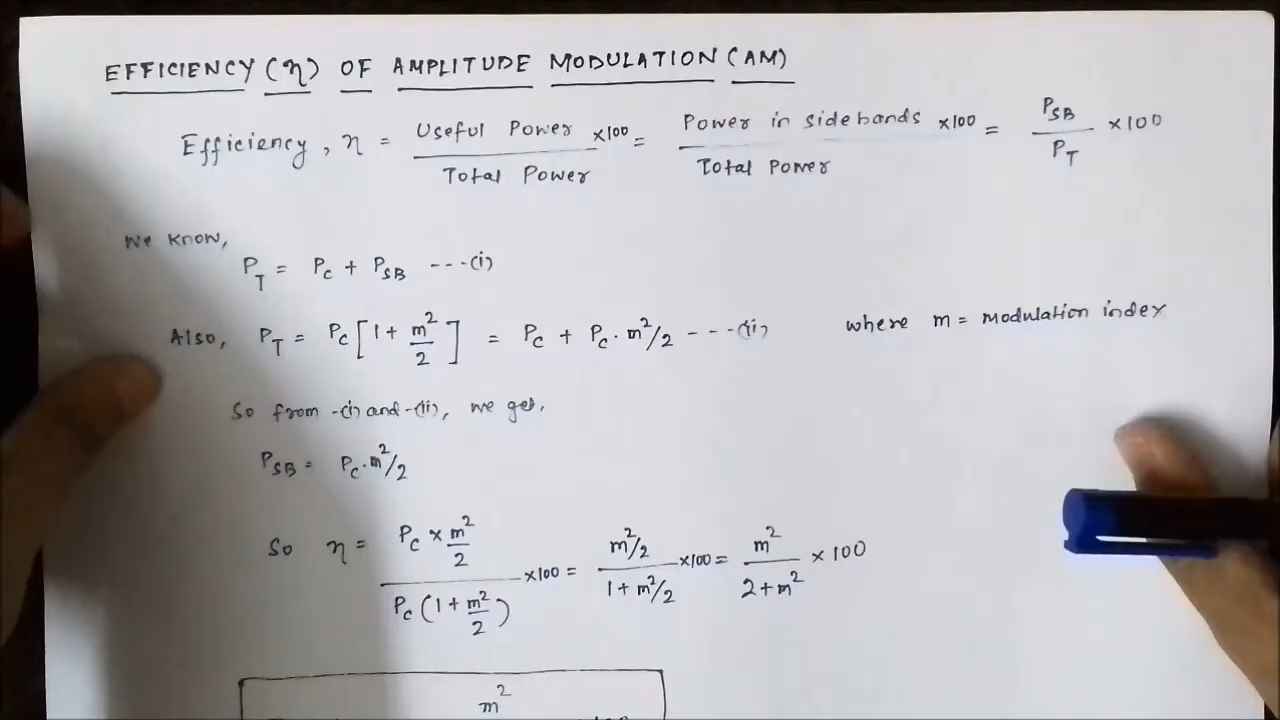 EFFICIENCY (η) OF AMPLITUDE MODULATION (AM)
Efficiency, η = Useful Power / Total Power ×100 = Power in sidebands / Total Power ×100 = P_SB / P_T ×100
We know,
P_T = P_C + P_SB ---(i)
Also, P_T = P_C [1 + m²/2] = P_C + P_C · m²/2 ---(ii) where m = modulation index
So from -(i) and -(ii), we get,
P_SB = P_C · m²/2
So η = P_C × m²/2 / P_C (1 + m²/2) ×100 = m²/2 / 1 + m²/2 ×100 = m² / 2 + m² × 100
m²